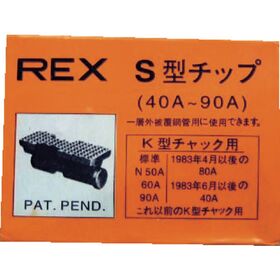 REX S型チップ
(40A~90A)
一層外被覆鋼管用に使用できます。
K型チャック用
標準 1983年4月以後の
N50A 80A
60A 1983年6月以後の
90A 40A
これ以前のK型チャック用
PAT. PEND.